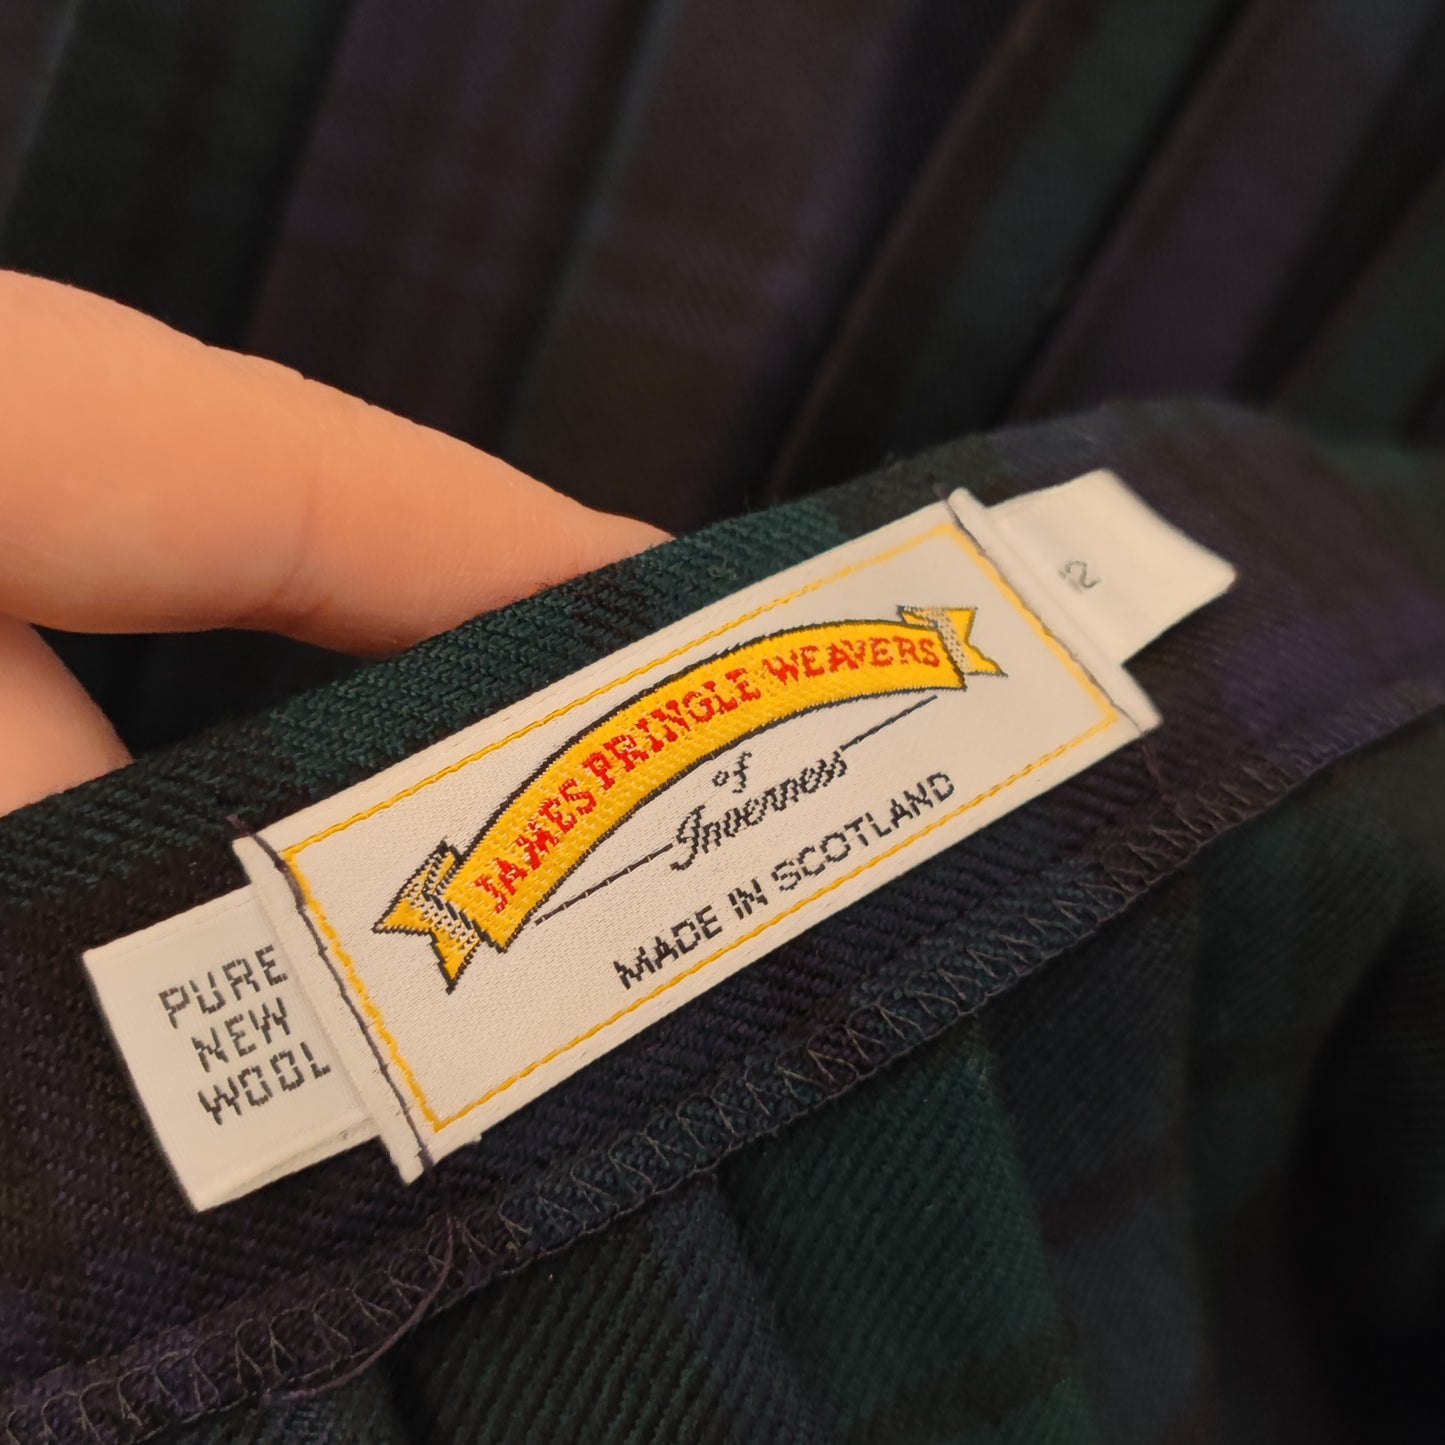 JAMES PRINGLE WEAVERS
of
Inverness
MADE IN SCOTLAND
PURE
NEW
WOOL
12